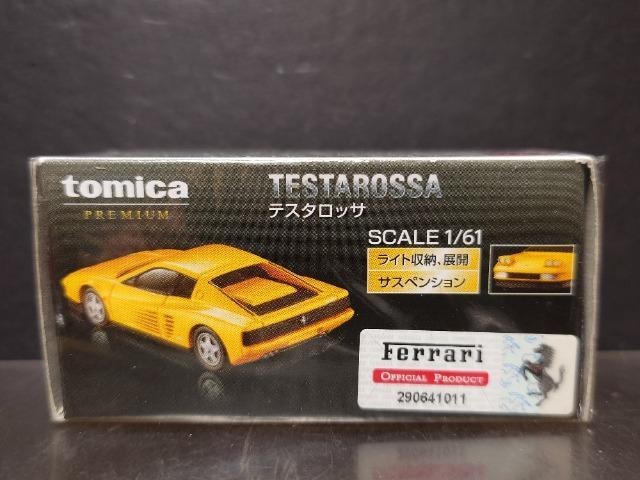 tomica
PREMIUM
TESTAROSSA
テスタロッサ
SCALE 1/61
ライト収納、展開
サスペンション
Ferrari
OFFICIAL PRODUCT
290641011